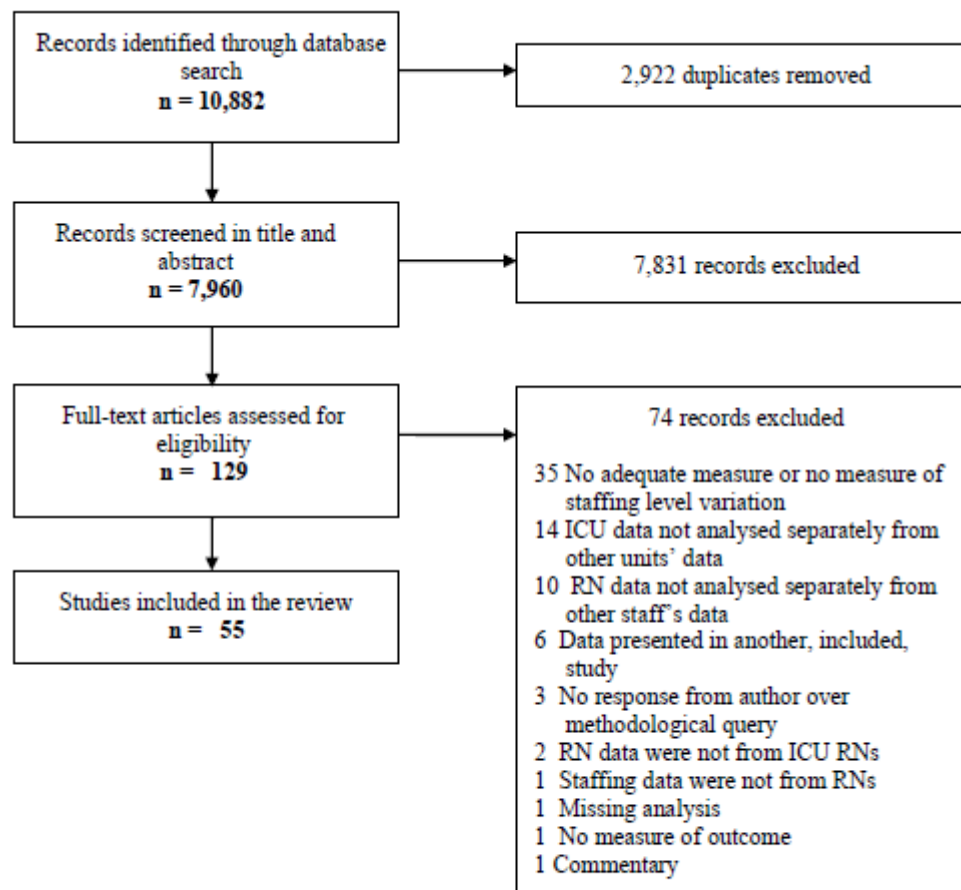 Records identified through database
search
n = 10,882
2,922 duplicates removed
Records screened in title and
abstract
n = 7,960
7,831 records excluded
Full-text articles assessed for
eligibility
n = 129
74 records excluded
35 No adequate measure or no measure of
staffing level variation
14 ICU data not analysed separately from
other units' data
10 RN data not analysed separately from
other staff's data
6 Data presented in another, included,
study
3 No response from author over
methodological query
2 RN data were not from ICU RNs
1 Staffing data were not from RNs
1 Missing analysis
1 No measure of outcome
1 Commentary
Studies included in the review
n = 55